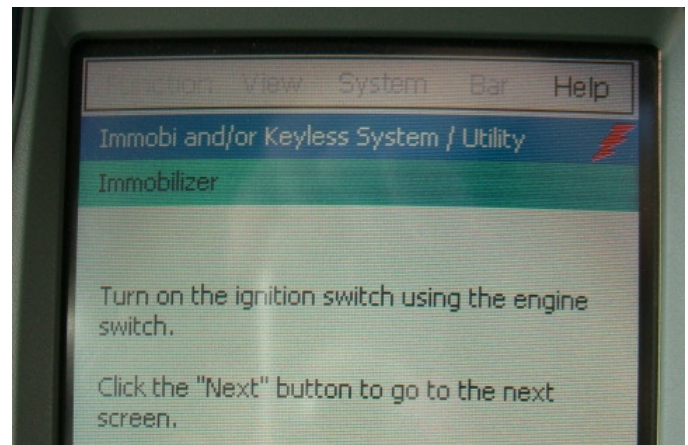 Function View System Bar Help
Immobi and/or Keyless System / Utility
Immobilizer
Turn on the ignition switch using the engine
switch.
Click the "Next" button to go to the next
screen.